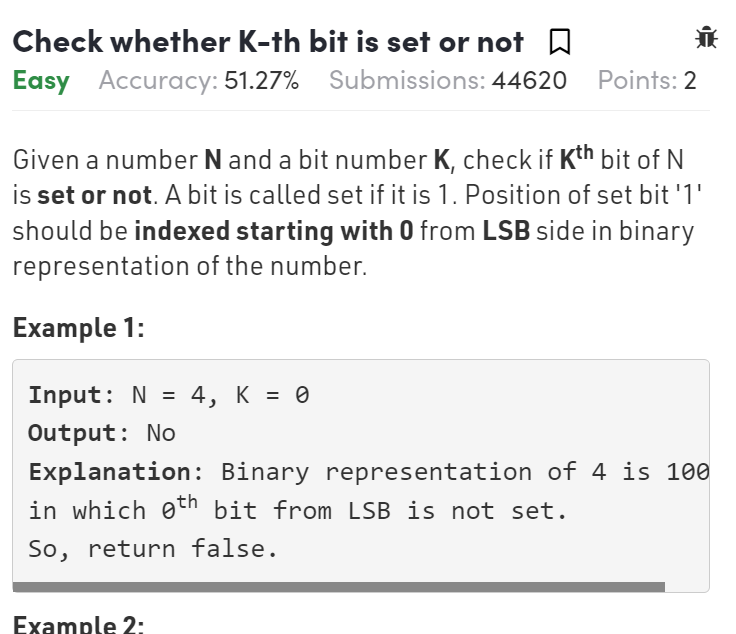 Check whether K-th bit is set or not
Easy Accuracy: 51.27% Submissions: 44620 Points: 2
Given a number N and a bit number K, check if Kth bit of N
is set or not. A bit is called set if it is 1. Position of set bit '1'
should be indexed starting with 0 from LSB side in binary
representation of the number.
Example 1:
Input: N = 4, K = 0
Output: No
Explanation: Binary representation of 4 is 100
in which 0th bit from LSB is not set.
So, return false.
Example 2: